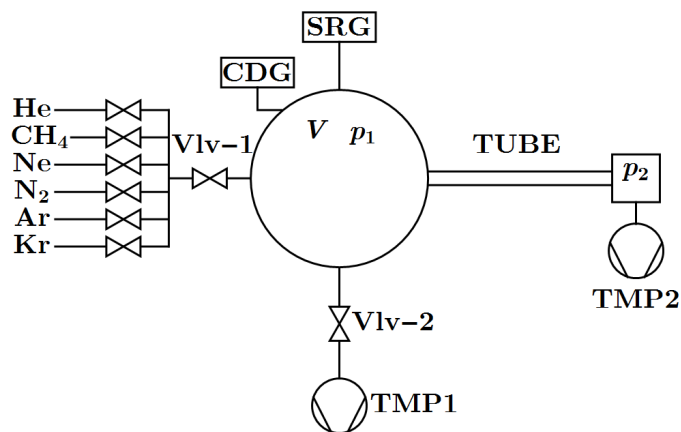 SRG
CDG
V p₁
He
CH₄
Ne
N₂
Ar
Kr
Vlv-1
TUBE
p₂
TMP2
Vlv-2
TMP1